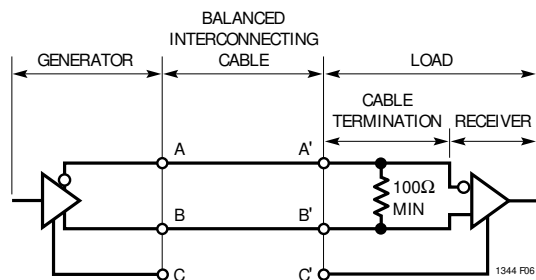 BALANCED
INTERCONNECTING
CABLE
GENERATOR
LOAD
CABLE
TERMINATION
RECEIVER
A
A'
100Ω
MIN
B
B'
C
C'
1344 F06